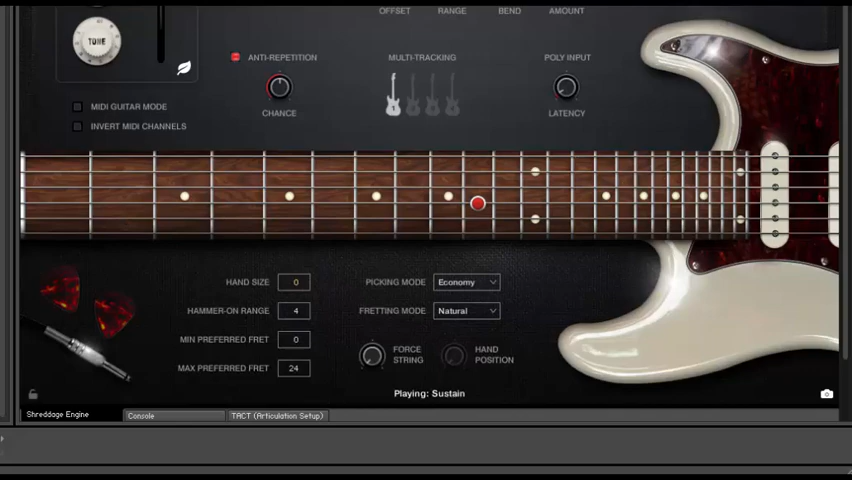 OFFSET RANGE BEND AMOUNT
TONE
ANTI-REPETITION MULTI-TRACKING POLY INPUT
1
CHANCE LATENCY
MIDI GUITAR MODE
INVERT MIDI CHANNELS
HAND SIZE 0 PICKING MODE Economy
HAMMER-ON RANGE 4 FRETTING MODE Natural
MIN PREFERRED FRET 0
FORCE STRING HAND POSITION
MAX PREFERRED FRET 24
Playing: Sustain
Shreddage Engine Console TACT (Articulation Setup)